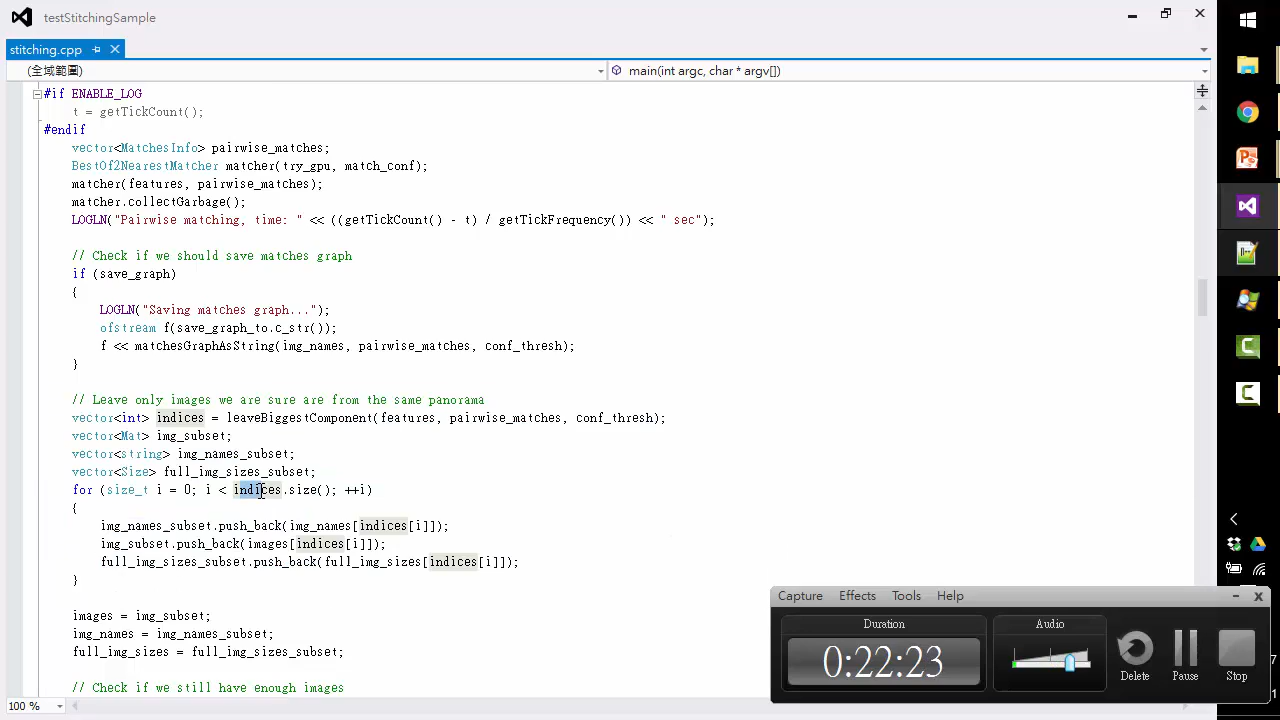 testStitchingSample
stitching.cpp
(全域範圍)
main(int argc, char * argv[])
#if ENABLE_LOG
t = getTickCount();
#endif
vector<MatchesInfo> pairwise_matches;
BestOf2NearestMatcher matcher(try_gpu, match_conf);
matcher(features, pairwise_matches);
matcher.collectGarbage();
LOGLN("Pairwise matching, time: " << ((getTickCount() - t) / getTickFrequency()) << " sec");
// Check if we should save matches graph
if (save_graph)
{
LOGLN("Saving matches graph...");
ofstream f(save_graph_to.c_str());
f << matchesGraphAsString(img_names, pairwise_matches, conf_thresh);
}
// Leave only images we are sure are from the same panorama
vector<int> indices = leaveBiggestComponent(features, pairwise_matches, conf_thresh);
vector<Mat> img_subset;
vector<string> img_names_subset;
vector<Size> full_img_sizes_subset;
for (size_t i = 0; i < indices.size(); ++i)
{
img_names_subset.push_back(img_names[indices[i]]);
img_subset.push_back(images[indices[i]]);
full_img_sizes_subset.push_back(full_img_sizes[indices[i]]);
}
images = img_subset;
img_names = img_names_subset;
full_img_sizes = full_img_sizes_subset;
// Check if we still have enough images
100 %
Capture Effects Tools Help
Duration
0:22:23
Audio
Delete
Pause
Stop
7
1